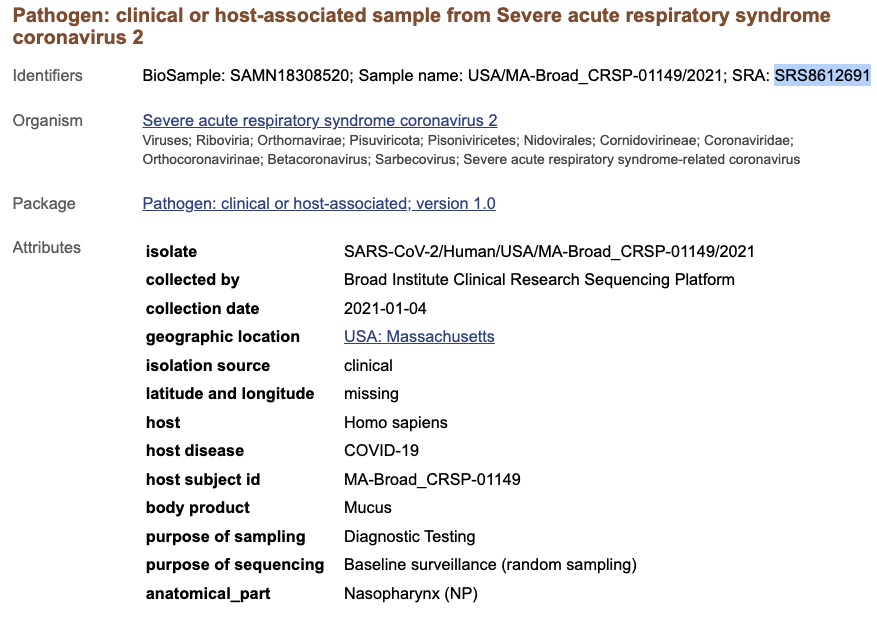 Pathogen: clinical or host-associated sample from Severe acute respiratory syndrome
coronavirus 2
Identifiers BioSample: SAMN18308520; Sample name: USA/MA-Broad_CRSP-01149/2021; SRA: SRS8612691
Organism Severe acute respiratory syndrome coronavirus 2
Viruses; Riboviria; Orthornavirae; Pisuviricota; Pisoniviricetes; Nidovirales; Cornidovirineae; Coronaviridae;
Orthocoronavirinae; Betacoronavirus; Sarbecovirus; Severe acute respiratory syndrome-related coronavirus
Package Pathogen: clinical or host-associated; version 1.0
Attributes
isolate SARS-CoV-2/Human/USA/MA-Broad_CRSP-01149/2021
collected by Broad Institute Clinical Research Sequencing Platform
collection date 2021-01-04
geographic location USA: Massachusetts
isolation source clinical
latitude and longitude missing
host Homo sapiens
host disease COVID-19
host subject id MA-Broad_CRSP-01149
body product Mucus
purpose of sampling Diagnostic Testing
purpose of sequencing Baseline surveillance (random sampling)
anatomical_part Nasopharynx (NP)